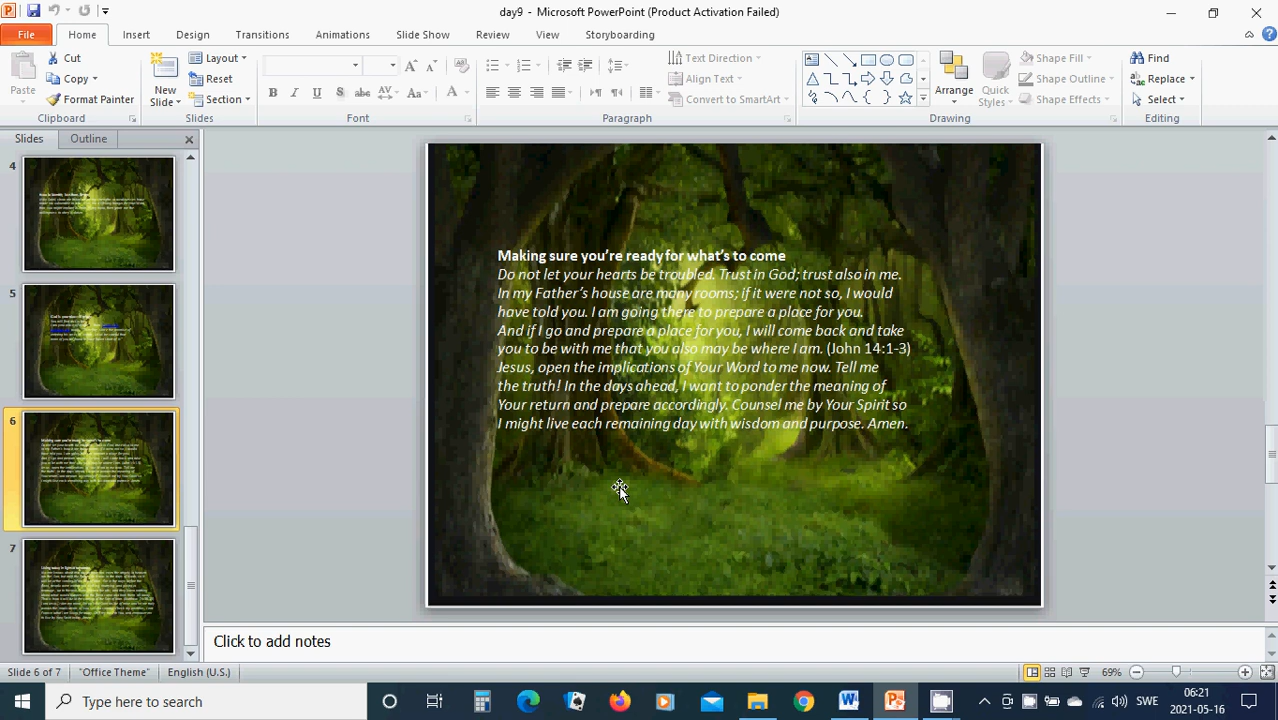 day9 - Microsoft PowerPoint (Product Activation Failed)
File Home Insert Design Transitions Animations Slide Show Review View Storyboarding
Paste
Cut
Copy
Format Painter
Clipboard
New Slide
Layout
Reset
Section
Slides
Font
Text Direction
Align Text
Convert to SmartArt
Paragraph
Arrange
Quick Styles
Shape Fill
Shape Outline
Shape Effects
Drawing
Find
Replace
Select
Editing
Slides Outline
4
5
6
7
Making sure you’re ready for what’s to come
Do not let your hearts be troubled. Trust in God; trust also in me.
In my Father’s house are many rooms; if it were not so, I would
have told you. I am going there to prepare a place for you.
And if I go and prepare a place for you, I will come back and take
you to be with me that you also may be where I am. (John 14:1-3)
Jesus, open the implications of Your Word to me now. Tell me
the truth! In the days ahead, I want to ponder the meaning of
Your return and prepare accordingly. Counsel me by Your Spirit so
I might live each remaining day with wisdom and purpose. Amen.
Click to add notes
Slide 6 of 7 "Office Theme" English (U.S.) 69%
Type here to search
SWE
06:21
2021-05-16